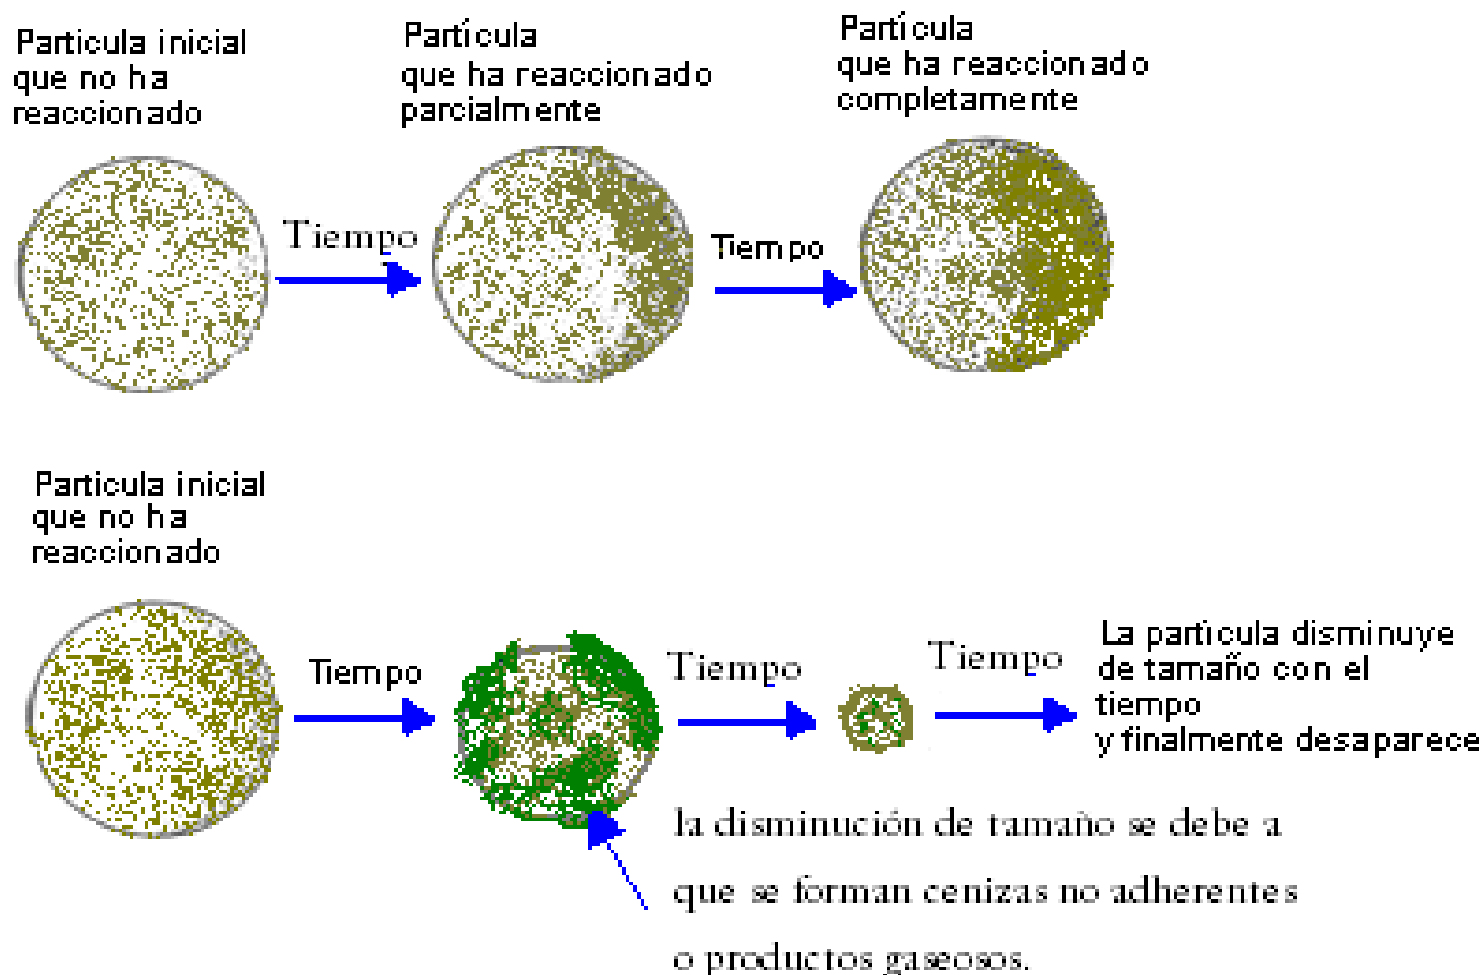 Particula inicial
que no ha
reaccionado
Partícula
que ha reaccionado
parcialmente
Partícula
que ha reaccionado
completamente
Tiempo
Tiempo
Particula inicial
que no ha
reaccionado
Tiempo
Tiempo
Tiempo
La partícula disminuye
de tamaño con el
tiempo
y finalmente desaparece
la disminución de tamaño se debe a
que se forman cenizas no adherentes
o productos gaseosos.